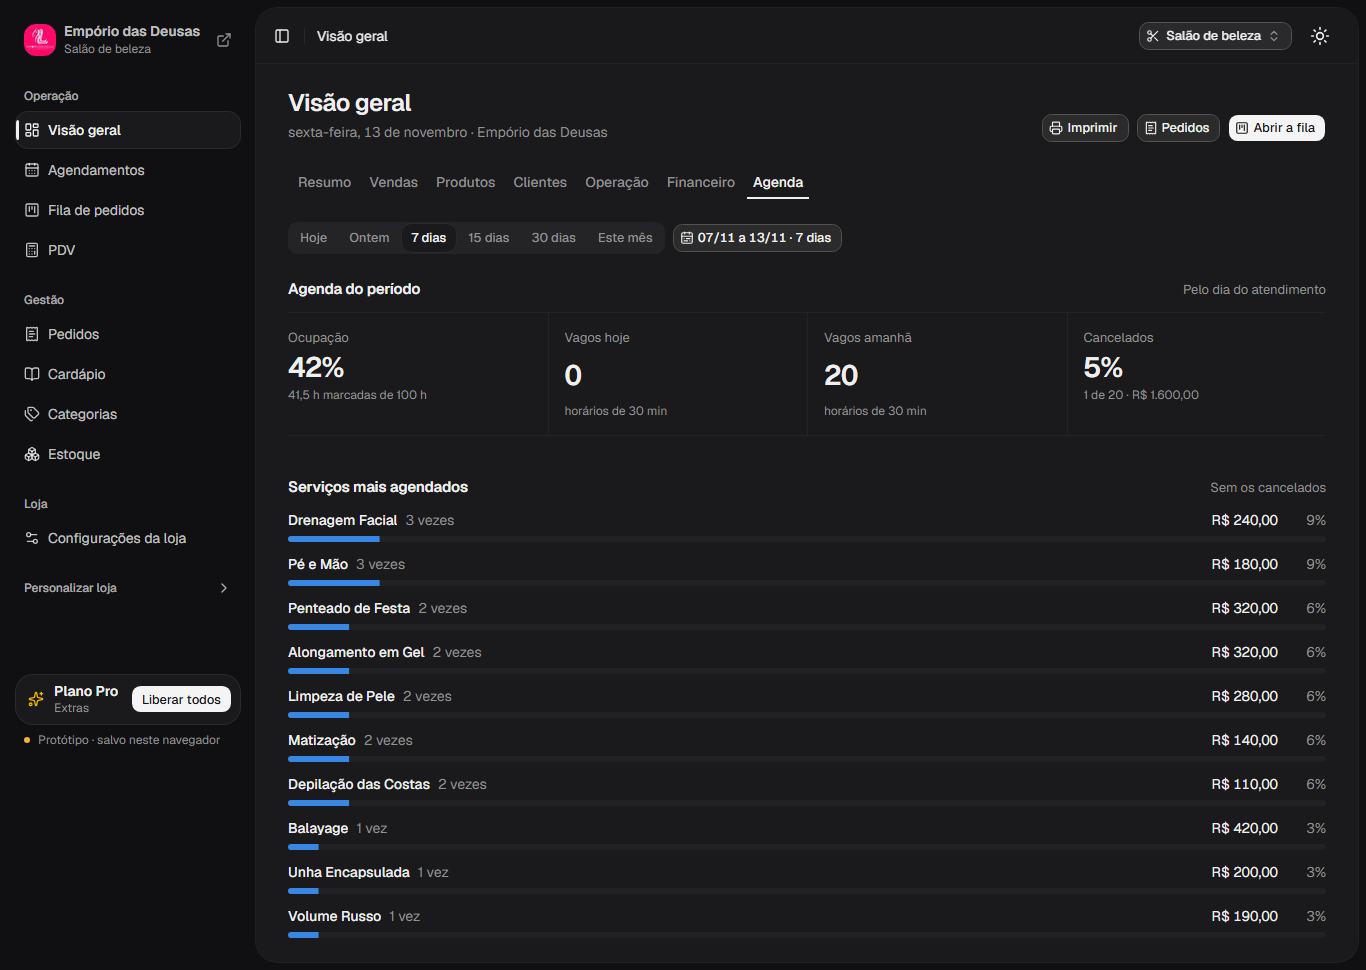 Empório das Deusas
Salão de beleza
Operação
Visão geral
Agendamentos
Fila de pedidos
PDV
Gestão
Pedidos
Cardápio
Categorias
Estoque
Loja
Configurações da loja
Personalizar loja
Plano Pro
Extras
Liberar todos
Protótipo · salvo neste navegador
Visão geral
Salão de beleza
Visão geral
sexta-feira, 13 de novembro · Empório das Deusas
Imprimir
Pedidos
Abrir a fila
Resumo Vendas Produtos Clientes Operação Financeiro Agenda
Hoje Ontem 7 dias 15 dias 30 dias Este mês 07/11 a 13/11 · 7 dias
Agenda do período Pelo dia do atendimento
Ocupação
42%
41,5 h marcadas de 100 h
Vagos hoje
0
horários de 30 min
Vagos amanhã
20
horários de 30 min
Cancelados
5%
1 de 20 · R$ 1.600,00
Serviços mais agendados Sem os cancelados
Drenagem Facial 3 vezes R$ 240,00 9%
Pé e Mão 3 vezes R$ 180,00 9%
Penteado de Festa 2 vezes R$ 320,00 6%
Alongamento em Gel 2 vezes R$ 320,00 6%
Limpeza de Pele 2 vezes R$ 280,00 6%
Matização 2 vezes R$ 140,00 6%
Depilação das Costas 2 vezes R$ 110,00 6%
Balayage 1 vez R$ 420,00 3%
Unha Encapsulada 1 vez R$ 200,00 3%
Volume Russo 1 vez R$ 190,00 3%